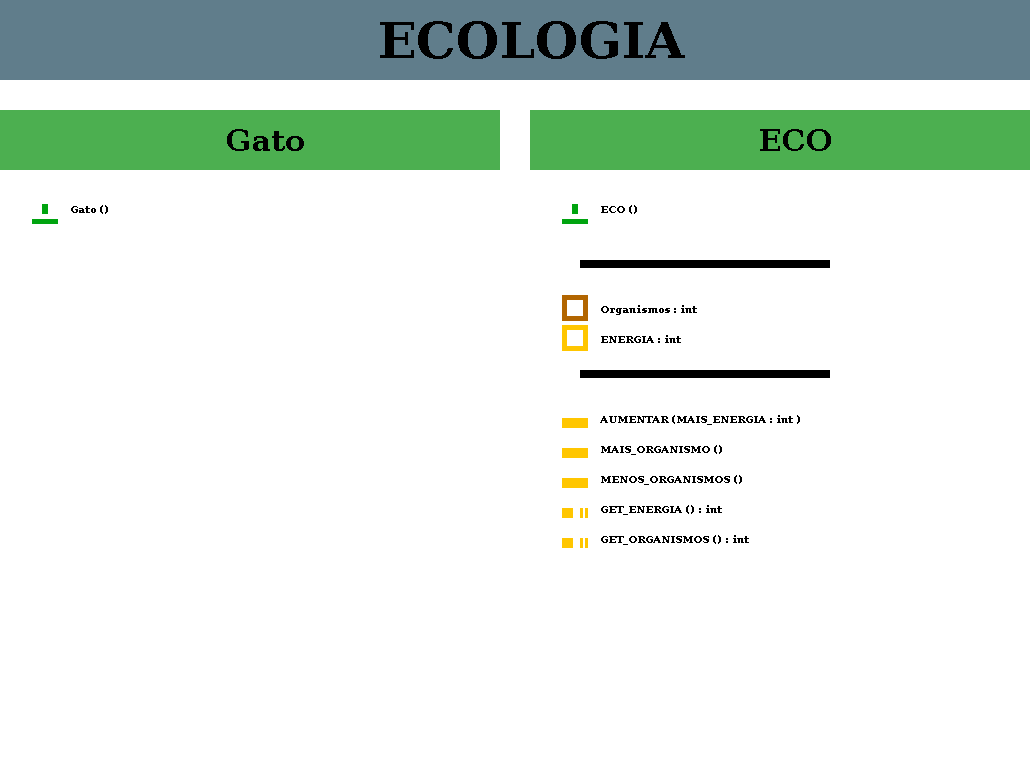 ECOLOGIA
Gato
Gato ()
ECO
ECO ()
Organismos : int
ENERGIA : int
AUMENTAR (MAIS_ENERGIA : int )
MAIS_ORGANISMO ()
MENOS_ORGANISMOS ()
GET_ENERGIA () : int
GET_ORGANISMOS () : int